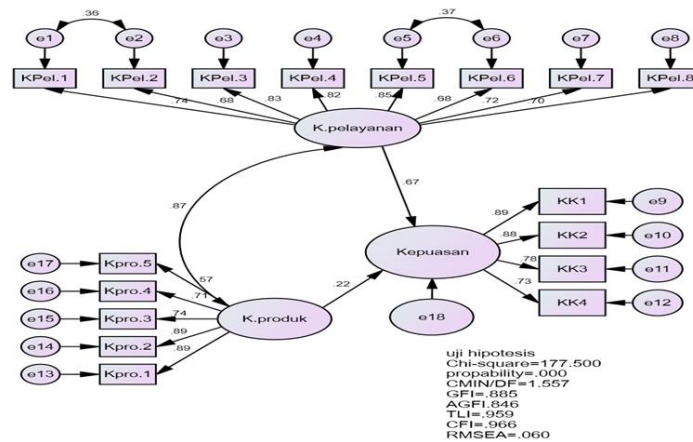 .36 .37
e1 e2 e3 e4 e5 e6 e7 e8
KPel.1 KPel.2 KPel.3 KPel.4 KPel.5 KPel.6 KPel.7 KPel.8
.74 .68 .83 .82 .85 .68 .72 .70
K.pelayanan
.87 .67
.89 KK1 e9
.88 KK2 e10
Kepuasan
.78 KK3 e11
.73 KK4 e12
e17 Kpro.5 .57
e16 Kpro.4 .71
e15 Kpro.3 .74
e14 Kpro.2 .89
e13 Kpro.1 .89
K.produk .22
e18
uji hipotesis
Chi-square=177.500
propability=.000
CMIN/DF=1.557
GFI=.885
AGFI.846
TLI=.959
CFI=.966
RMSEA=.060